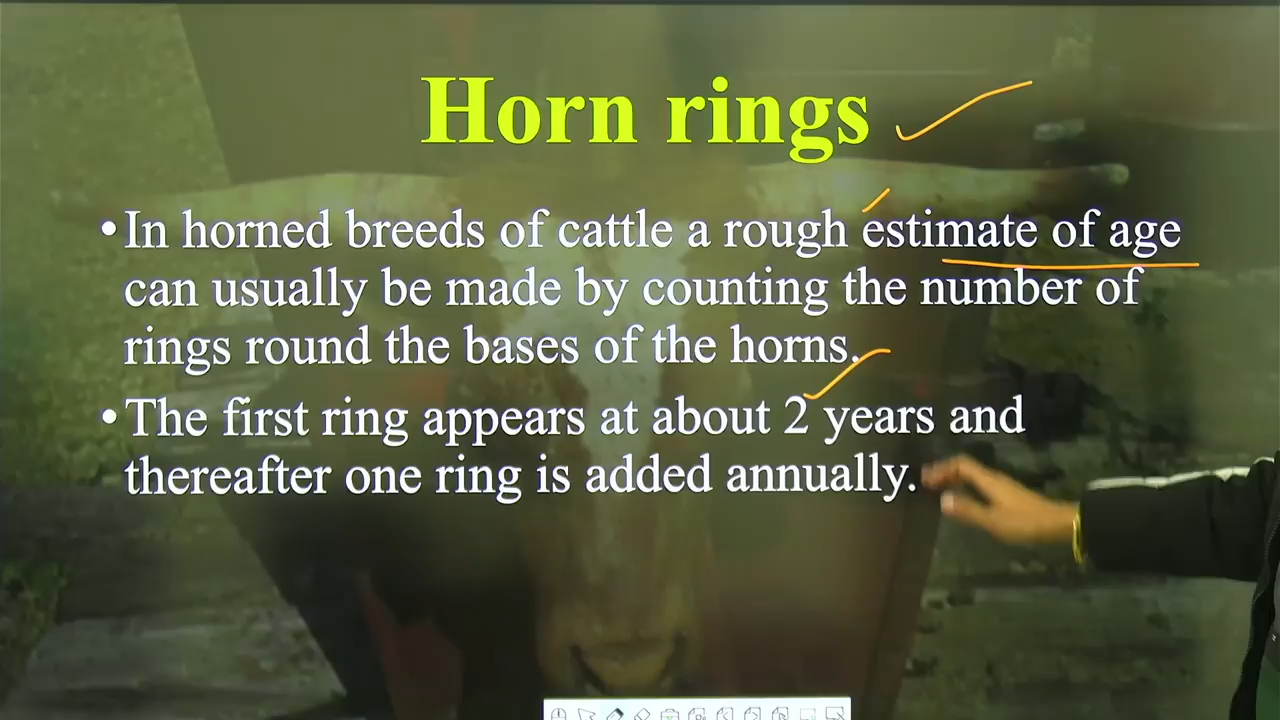 Horn rings
•In horned breeds of cattle a rough estimate of age
can usually be made by counting the number of
rings round the bases of the horns.
•The first ring appears at about 2 years and
thereafter one ring is added annually.